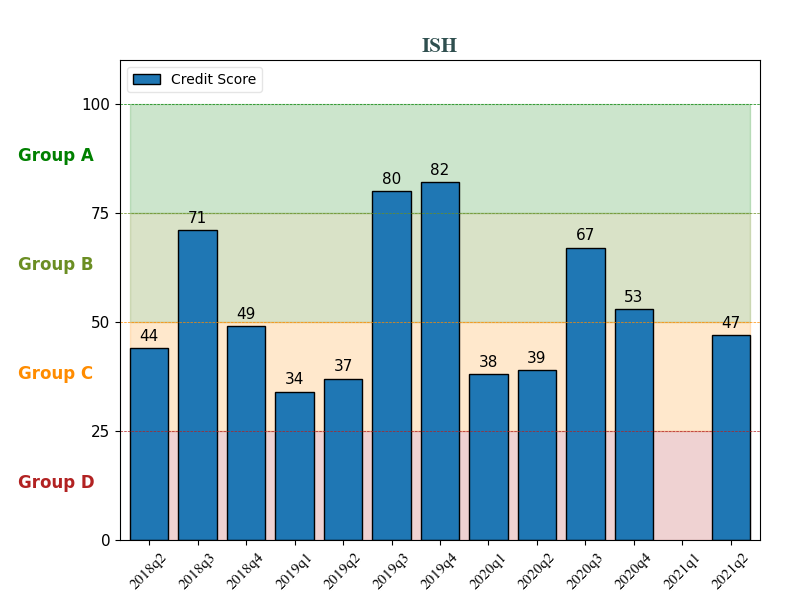 ISH
Credit Score
100
Group A
75
Group B
50
Group C
25
Group D
0
44
71
49
34
37
80
82
38
39
67
53
47
2018q2
2018q3
2018q4
2019q1
2019q2
2019q3
2019q4
2020q1
2020q2
2020q3
2020q4
2021q1
2021q2